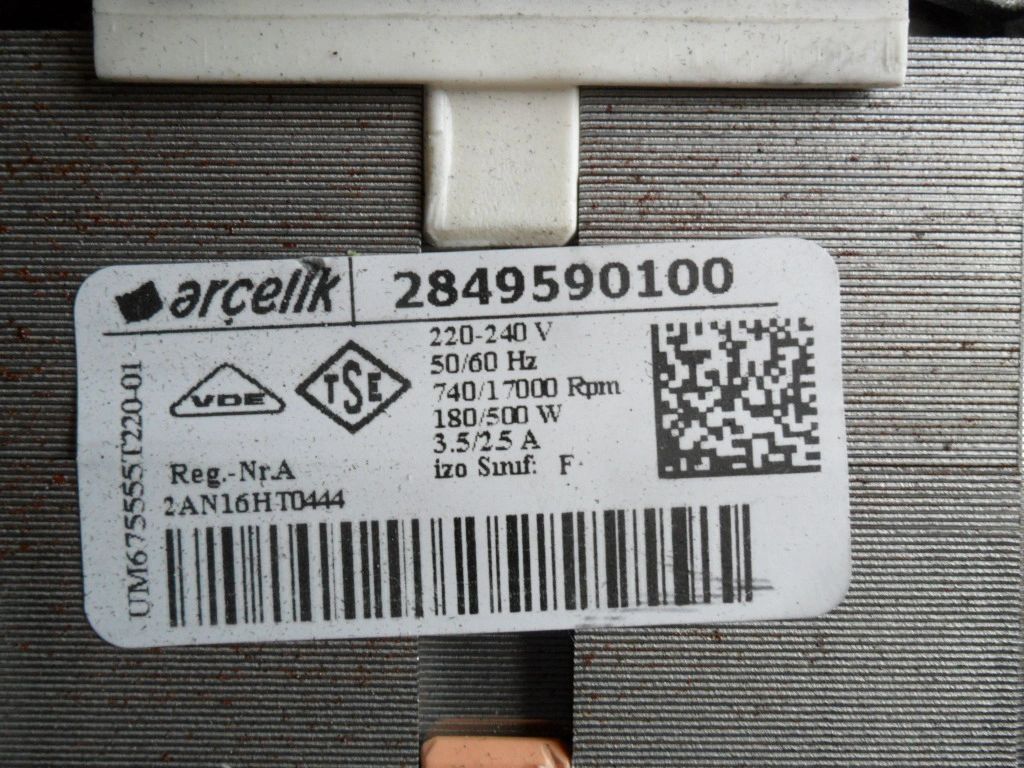 arçelik 2849590100
220-240 V
50/60 Hz
740/17000 Rpm
180/500 W
3.5/2.5 A
izo Sınıf: F
VDE
TSE
Reg.-Nr.A
2AN16HT0444
UM675555T220-01